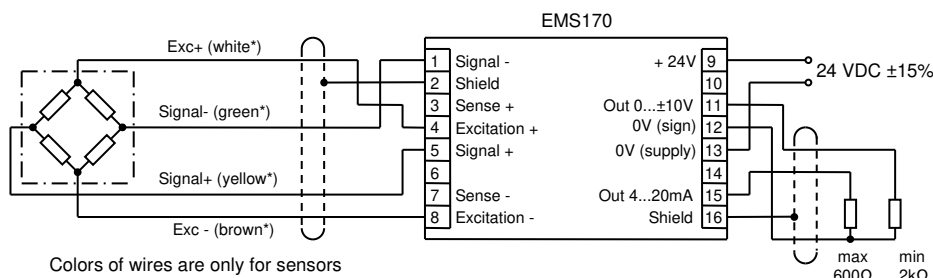 EMS170
Exc+ (white*)
Signal- (green*)
Signal+ (yellow*)
Exc - (brown*)
Colors of wires are only for sensors
1 Signal -
2 Shield
3 Sense +
4 Excitation +
5 Signal +
6
7 Sense -
8 Excitation -
+ 24V 9
10
Out 0...±10V 11
0V (sign) 12
0V (supply) 13
14
Out 4...20mA 15
Shield 16
24 VDC ±15%
max
600Ω
min
2kΩ